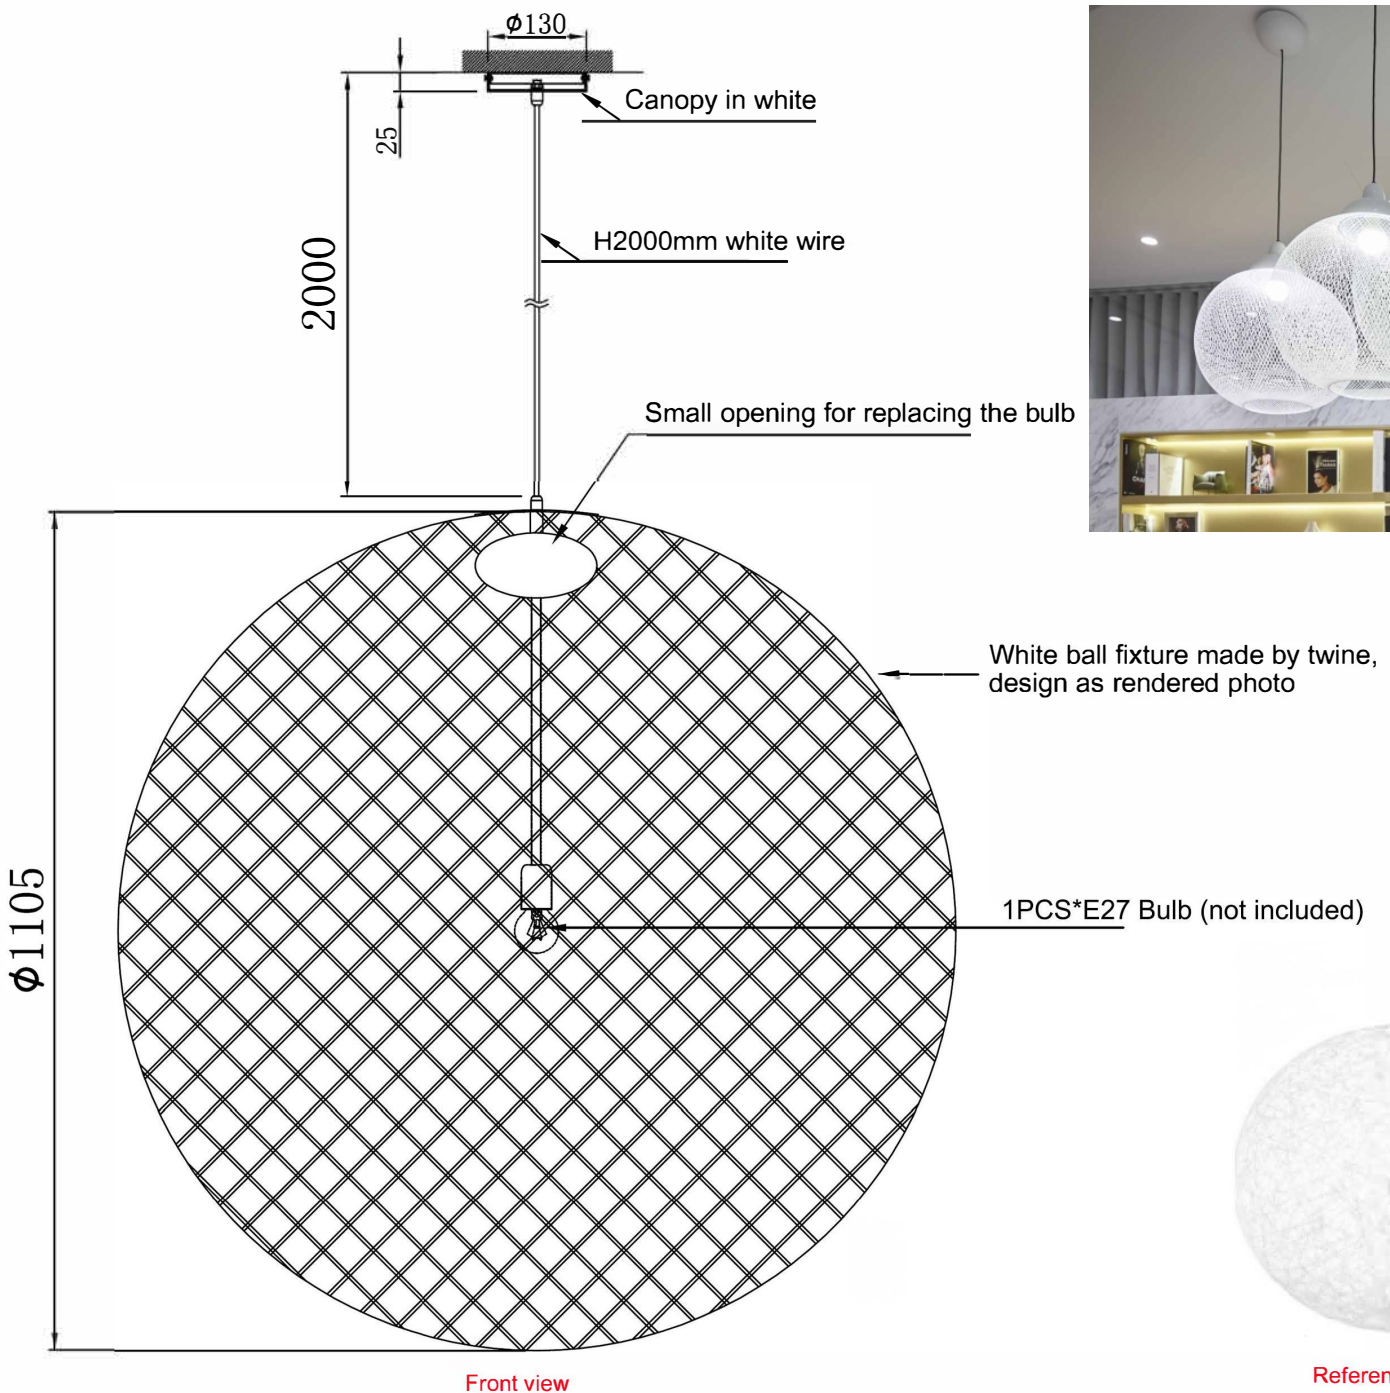 ϕ130
Canopy in white
25
2000
H2000mm white wire
Small opening for replacing the bulb
White ball fixture made by twine,
design as rendered photo
1PCS*E27 Bulb (not included)
ϕ1105
Front view